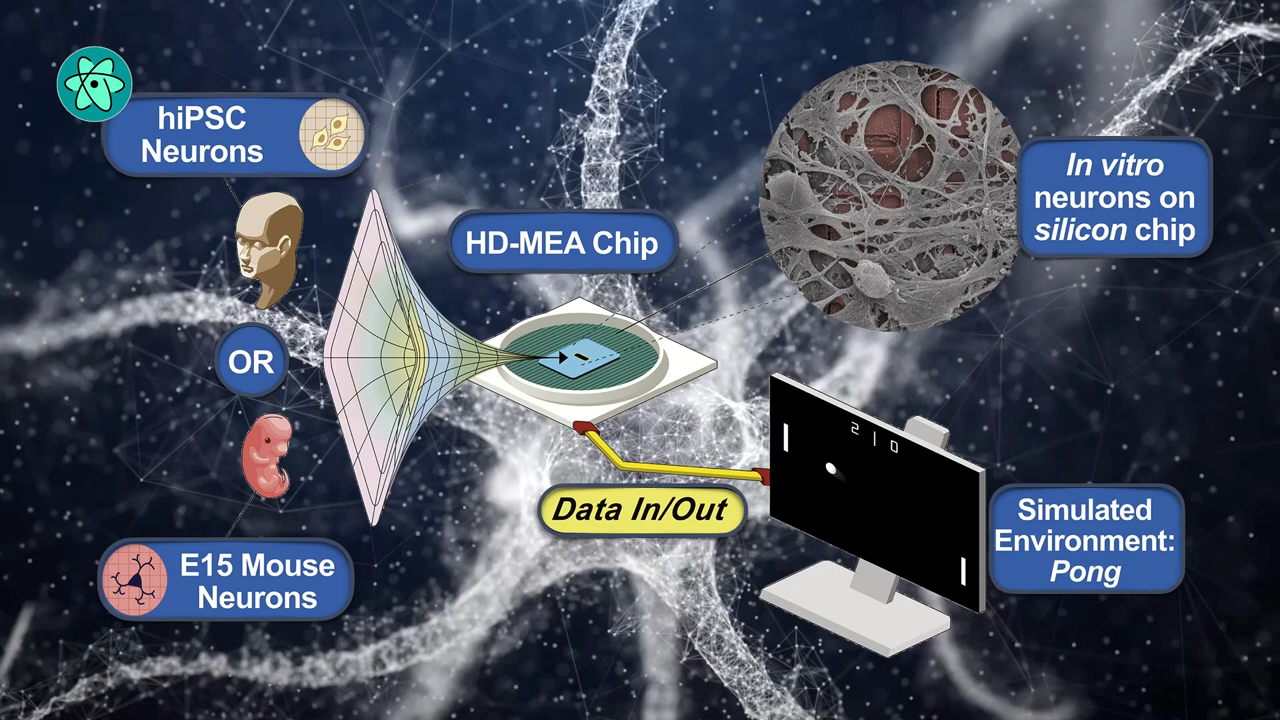 hiPSC
Neurons
HD-MEA Chip
In vitro
neurons on
silicon chip
OR
2 | 0
Data In/Out
Simulated
Environment:
Pong
E15 Mouse
Neurons